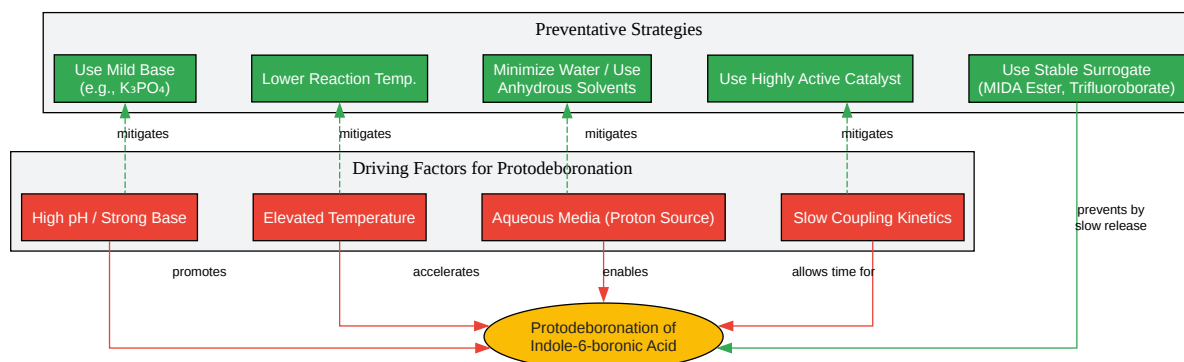 Preventative Strategies
Use Mild Base
(e.g., K₃PO₄)
Lower Reaction Temp.
Minimize Water / Use
Anhydrous Solvents
Use Highly Active Catalyst
Use Stable Surrogate
(MIDA Ester, Trifluoroborate)
mitigates
mitigates
mitigates
mitigates
Driving Factors for Protodeboronation
High pH / Strong Base
Elevated Temperature
Aqueous Media (Proton Source)
Slow Coupling Kinetics
prevents by
slow release
promotes
accelerates
enables
allows time for
Protodeboronation of
Indole-6-boronic Acid